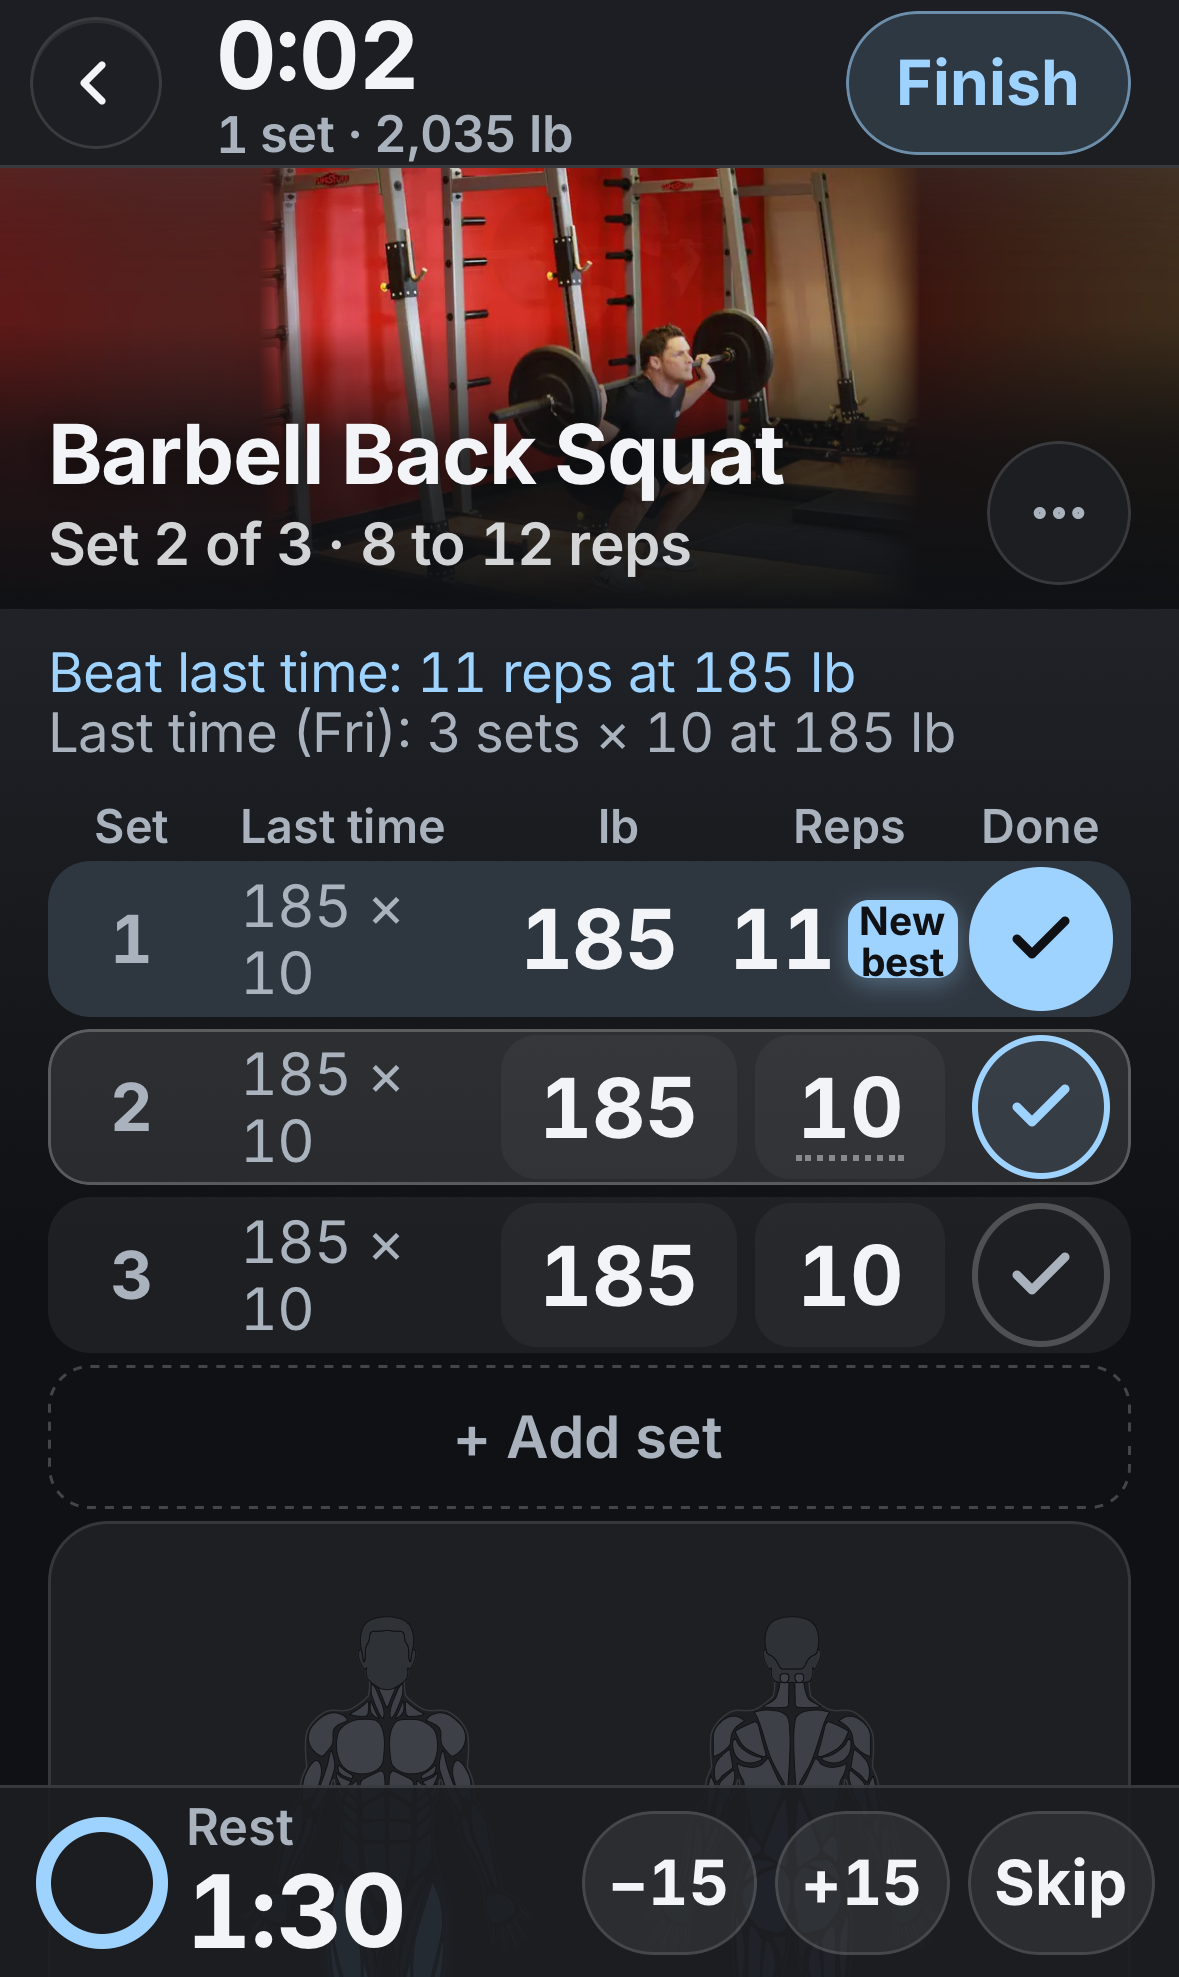 0:02
Finish
1 set · 2,035 lb
Barbell Back Squat
Set 2 of 3 · 8 to 12 reps
Beat last time: 11 reps at 185 lb
Last time (Fri): 3 sets × 10 at 185 lb
Set Last time lb Reps Done
1 185 × 10 185 11 New best
2 185 × 10 185 10
3 185 × 10 185 10
+ Add set
Rest
1:30
−15 +15 Skip